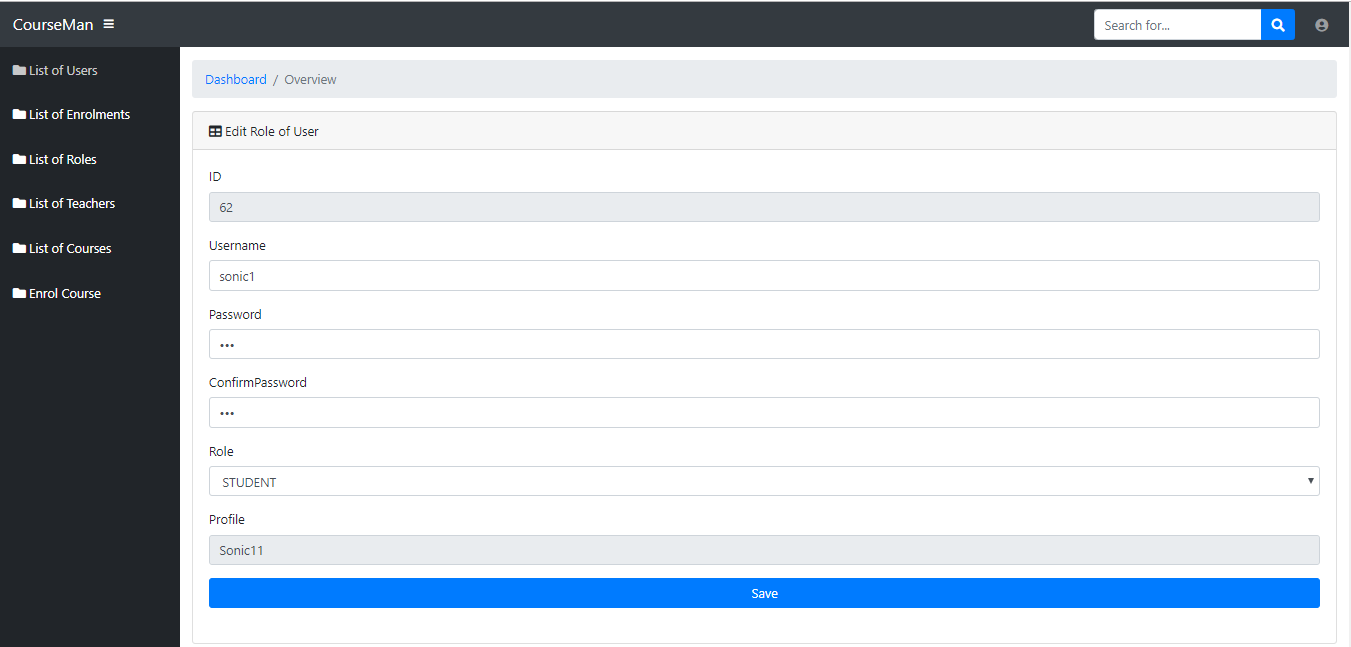 CourseMan
Search for...
List of Users
List of Enrolments
List of Roles
List of Teachers
List of Courses
Enrol Course
Dashboard / Overview
Edit Role of User
ID
62
Username
sonic1
Password
•••
ConfirmPassword
•••
Role
STUDENT
Profile
Sonic11
Save